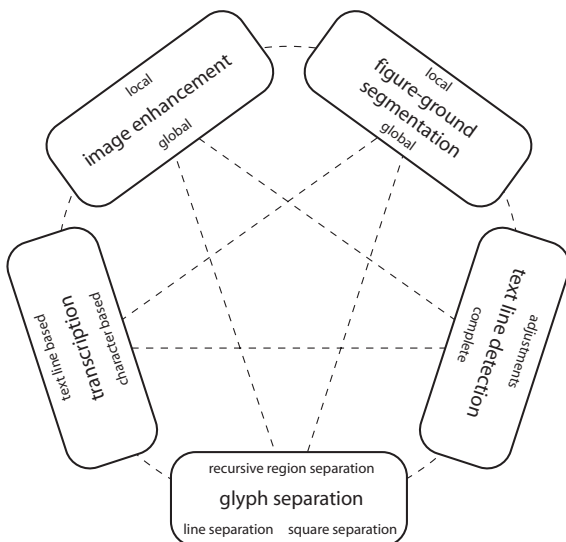 local
image enhancement
global
local
figure-ground
segmentation
global
text line based
transcription
character based
adjustments
text line detection
complete
recursive region separation
glyph separation
line separation square separation